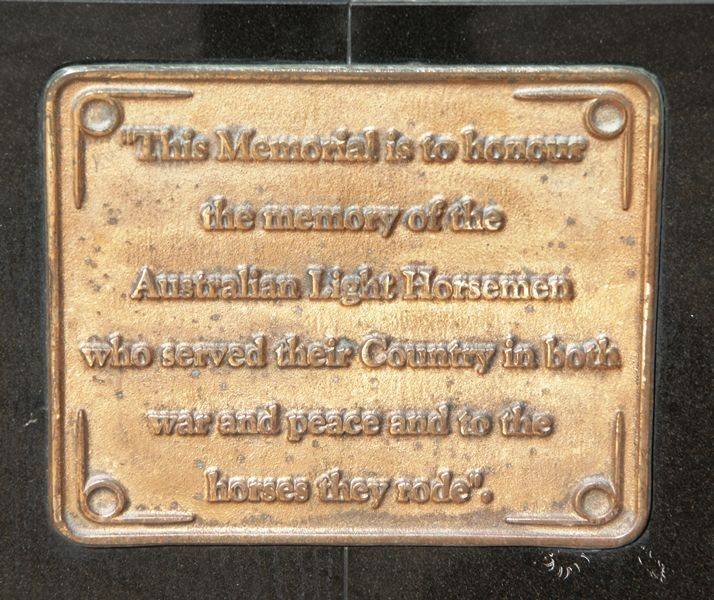 "This Memorial is to honour
the memory of the
Australian Light Horsemen
who served their Country in both
war and peace and to the
horses they rode".